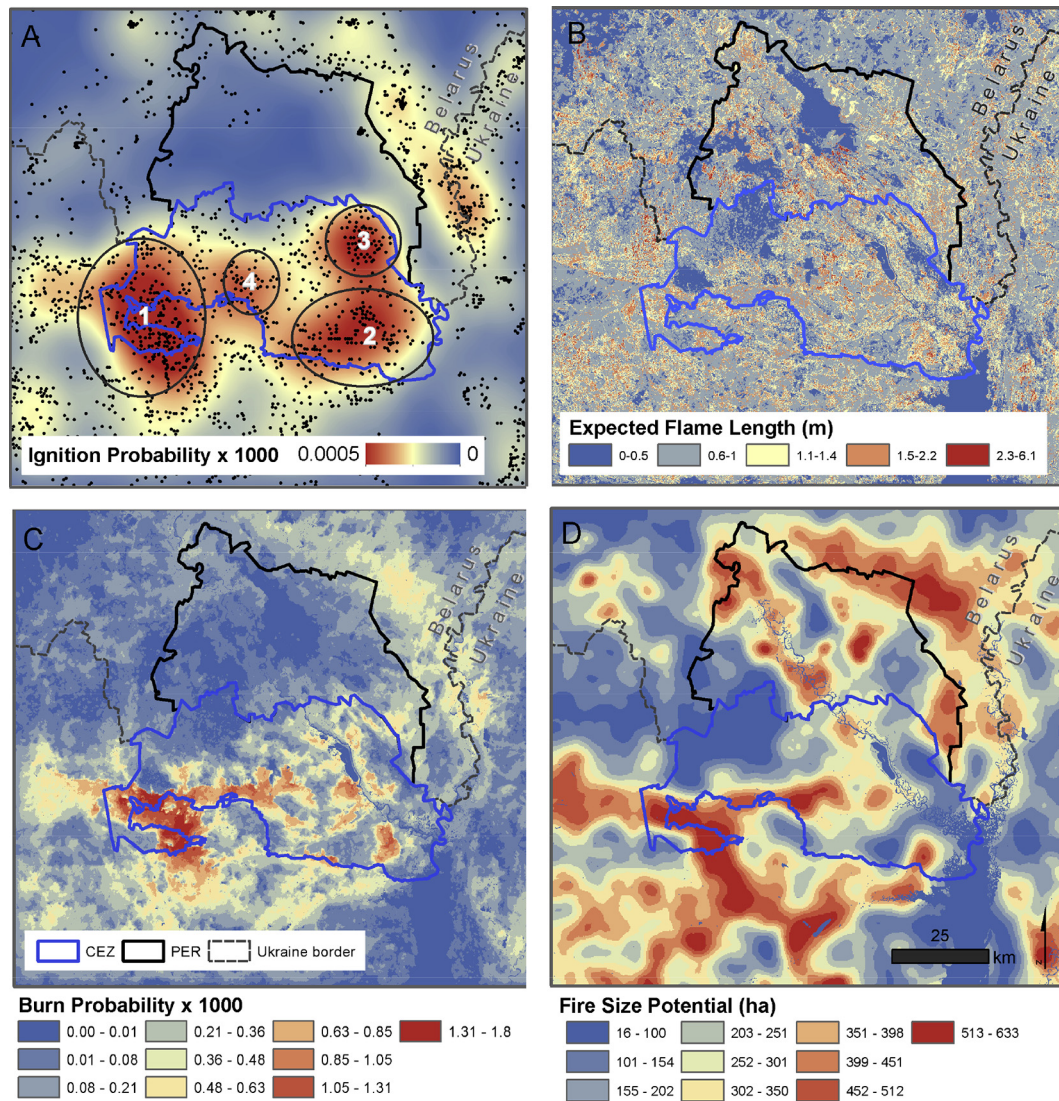 A
Belarus
Ukraine
1
2
3
4
Ignition Probability x 1000 0.0005 0
B
Belarus
Ukraine
Expected Flame Length (m)
0-0.5 0.6-1 1.1-1.4 1.5-2.2 2.3-6.1
C
Belarus
Ukraine
CEZ PER Ukraine border
Burn Probability x 1000
0.00 - 0.01 0.21 - 0.36 0.63 - 0.85 1.31 - 1.8
0.01 - 0.08 0.36 - 0.48 0.85 - 1.05
0.08 - 0.21 0.48 - 0.63 1.05 - 1.31
D
Belarus
Ukraine
25
km
N
Fire Size Potential (ha)
16 - 100 203 - 251 351 - 398 513 - 633
101 - 154 252 - 301 399 - 451
155 - 202 302 - 350 452 - 512